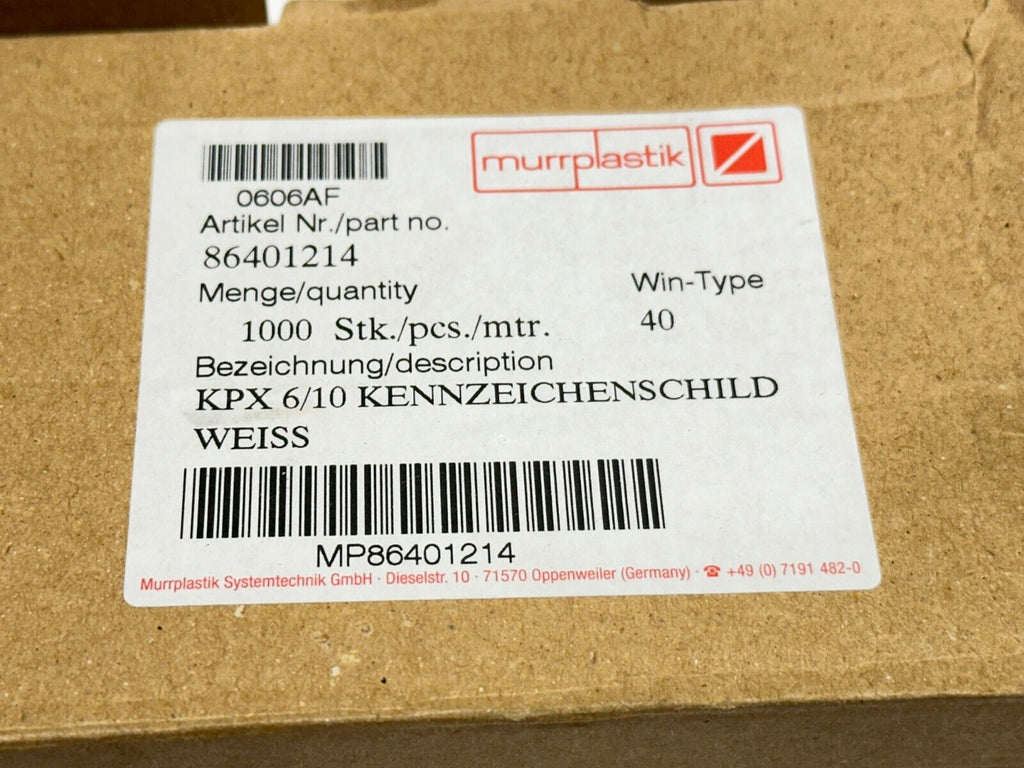 murrplastik
0606AF
Artikel Nr./part no.
86401214
Menge/quantity
Win-Type
1000 Stk./pcs./mtr.
40
Bezeichnung/description
KPX 6/10 KENNZEICHENSCHILD
WEISS
MP86401214
Murrplastik Systemtechnik GmbH · Dieselstr. 10 · 71570 Oppenweiler (Germany) · ☎ +49 (0) 7191 482-0